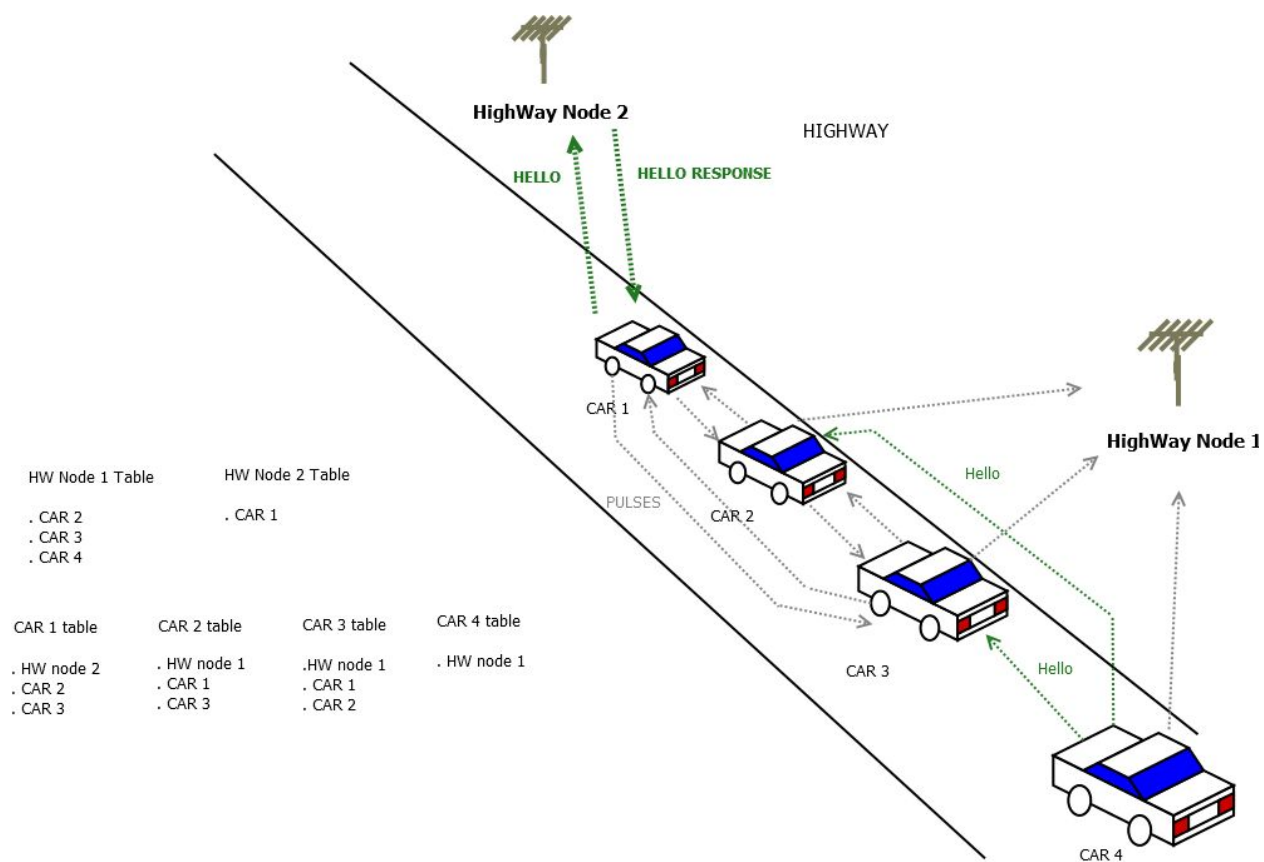 HighWay Node 2
HIGHWAY
HELLO
HELLO RESPONSE
CAR 1
HighWay Node 1
Hello
PULSES
CAR 2
HW Node 1 Table
. CAR 2
. CAR 3
. CAR 4
HW Node 2 Table
. CAR 1
CAR 3
Hello
CAR 1 table
. HW node 2
. CAR 2
. CAR 3
CAR 2 table
. HW node 1
. CAR 1
. CAR 3
CAR 3 table
.HW node 1
. CAR 1
. CAR 2
CAR 4 table
. HW node 1
CAR 4